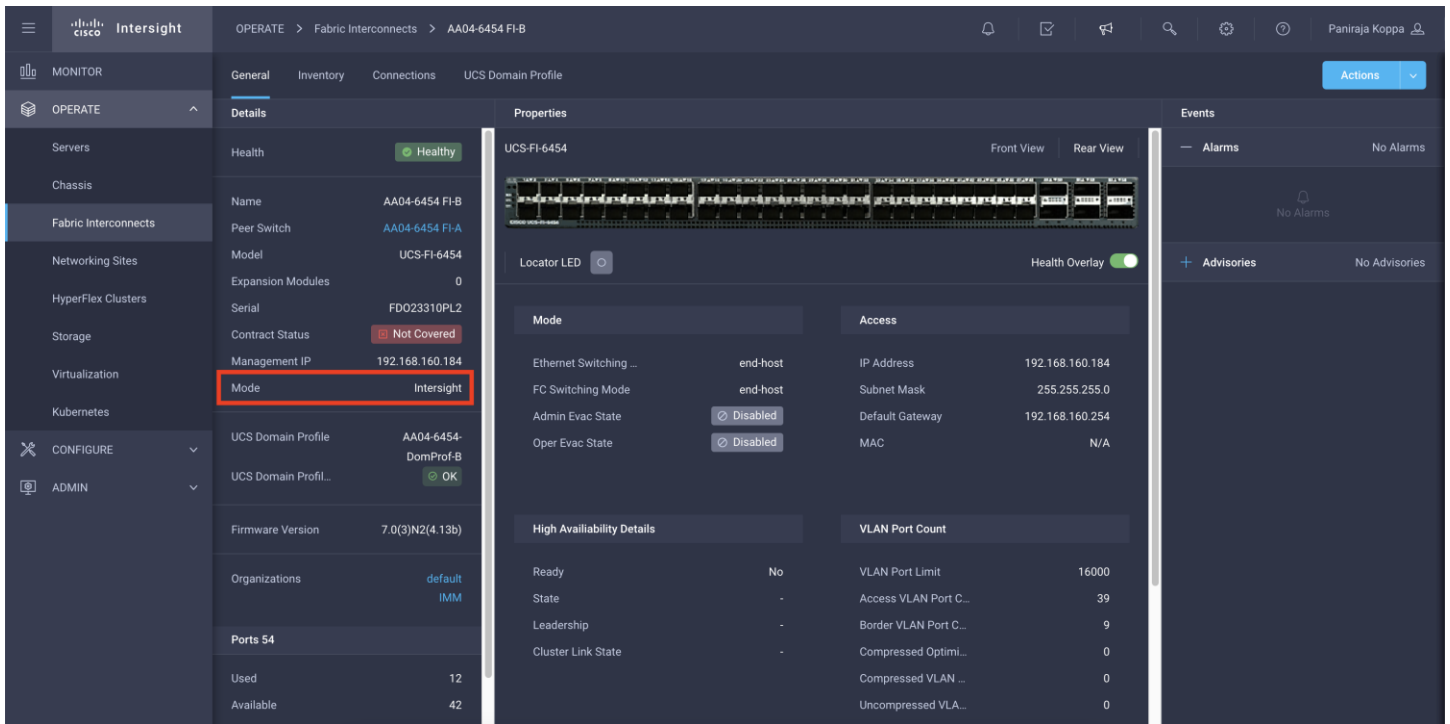 CISCO Intersight
OPERATE > Fabric Interconnects > AA04-6454 FI-B
Paniraja Koppa
MONITOR
OPERATE
Servers
Chassis
Fabric Interconnects
Networking Sites
HyperFlex Clusters
Storage
Virtualization
Kubernetes
CONFIGURE
ADMIN
General Inventory Connections UCS Domain Profile
Actions
Details
Health Healthy
Name AA04-6454 FI-B
Peer Switch AA04-6454 FI-A
Model UCS-FI-6454
Expansion Modules 0
Serial FDO23310PL2
Contract Status Not Covered
Management IP 192.168.160.184
Mode Intersight
UCS Domain Profile AA04-6454-
DomProf-B
UCS Domain Profil... OK
Firmware Version 7.0(3)N2(4.13b)
Organizations default
IMM
Ports 54
Used 12
Available 42
Properties
UCS-FI-6454 Front View Rear View
Locator LED Health Overlay
Mode
Ethernet Switching ... end-host
FC Switching Mode end-host
Admin Evac State Disabled
Oper Evac State Disabled
Access
IP Address 192.168.160.184
Subnet Mask 255.255.255.0
Default Gateway 192.168.160.254
MAC N/A
High Availiability Details
Ready No
State -
Leadership -
Cluster Link State -
VLAN Port Count
VLAN Port Limit 16000
Access VLAN Port C... 39
Border VLAN Port C... 9
Compressed Optimi... 0
Compressed VLAN ... 0
Uncompressed VLA... 0
Events
Alarms No Alarms
No Alarms
Advisories No Advisories